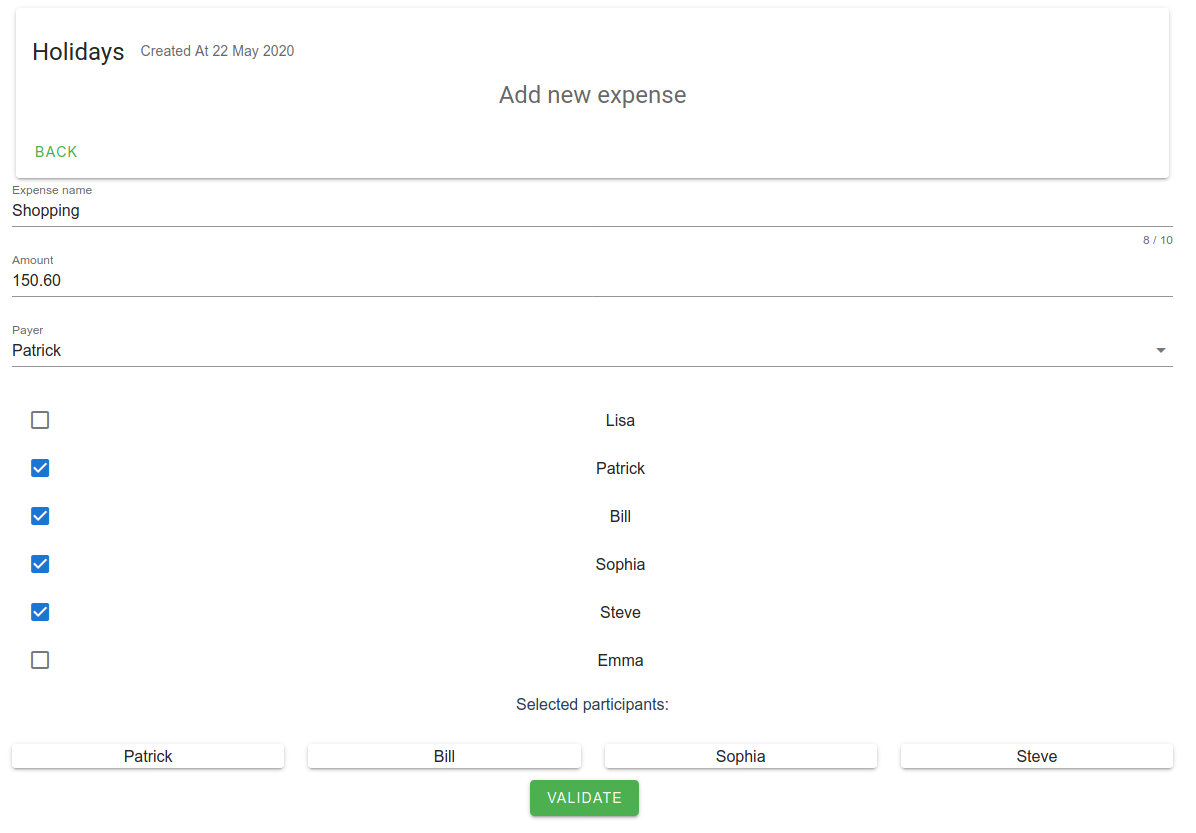 Holidays Created At 22 May 2020
Add new expense
BACK
Expense name
Shopping
8 / 10
Amount
150.60
Payer
Patrick
Lisa
Patrick
Bill
Sophia
Steve
Emma
Selected participants:
Patrick Bill Sophia Steve
VALIDATE